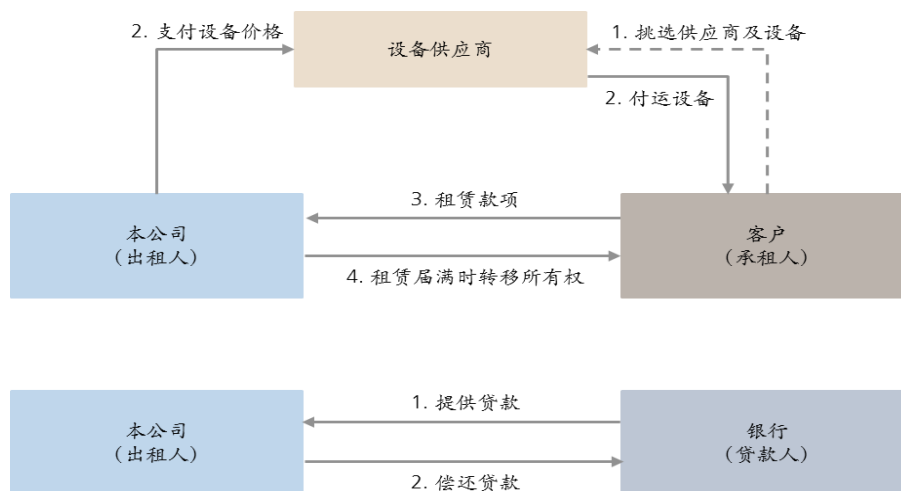 2. 支付设备价格
设备供应商
1. 挑选供应商及设备
2. 付运设备
3. 租赁款项
本公司
（出租人）
客户
（承租人）
4. 租赁届满时转移所有权
1. 提供贷款
本公司
（出租人）
银行
（贷款人）
2. 偿还贷款